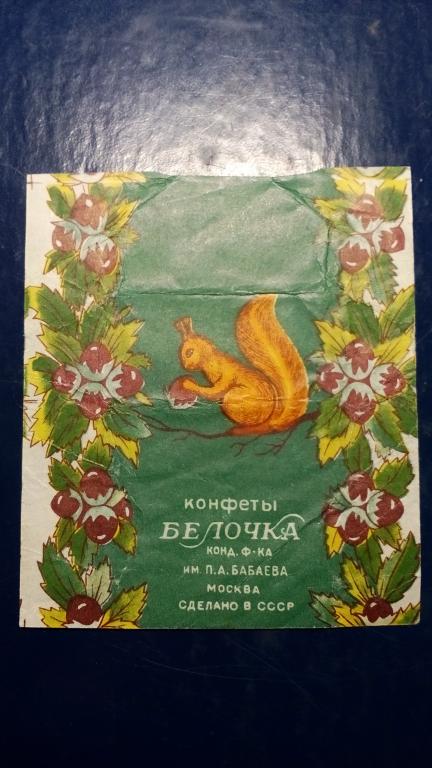 конфеты
БЕЛОЧКА
КОНД. Ф-КА
ИМ. П.А. БАБАЕВА
МОСКВА
СДЕЛАНО В СССР